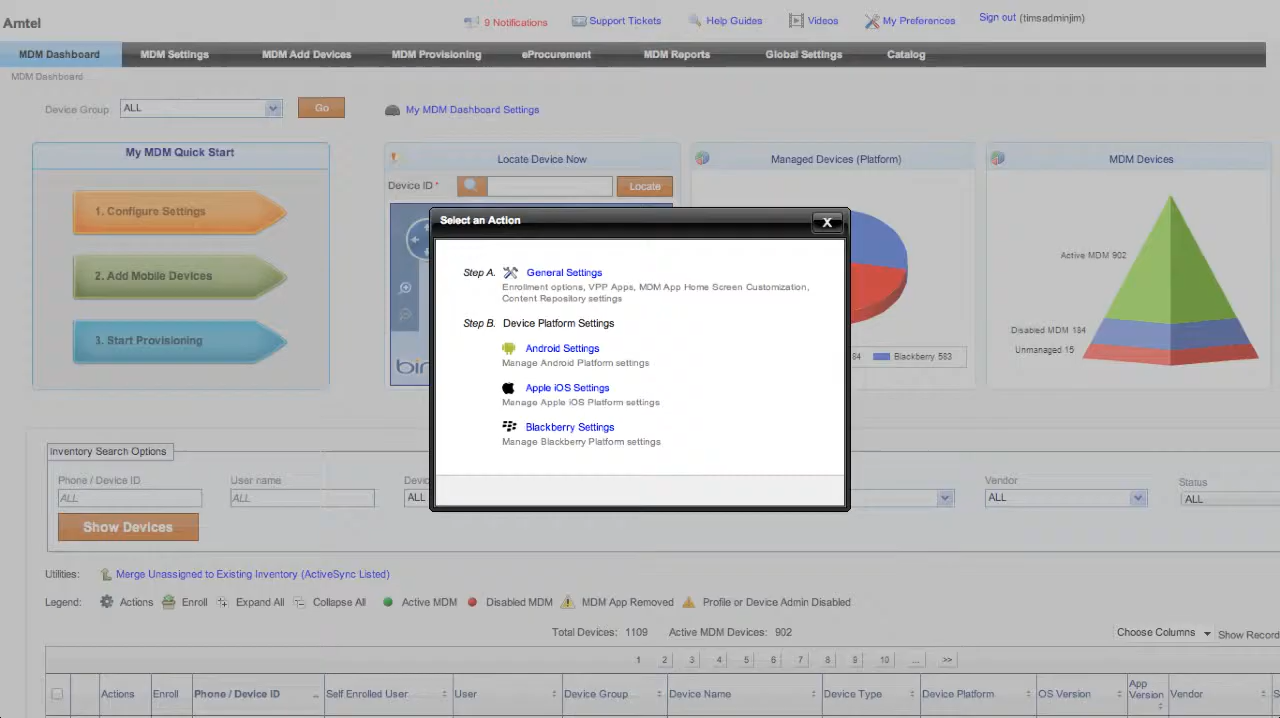 Amtel
9 Notifications
Support Tickets
Help Guides
Videos
My Preferences
Sign out (timsadminjim)
MDM Dashboard
MDM Settings
MDM Add Devices
MDM Provisioning
eProcurement
MDM Reports
Global Settings
Catalog
MDM Dashboard
Device Group
ALL
Go
My MDM Dashboard Settings
My MDM Quick Start
1. Configure Settings
2. Add Mobile Devices
3. Start Provisioning
Locate Device Now
Device ID *
Locate
Managed Devices (Platform)
Blackberry 583
MDM Devices
Active MDM 902
Disabled MDM 184
Unmanaged 15
Select an Action
X
Step A. General Settings
Enrollment options, VPP Apps, MDM App Home Screen Customization,
Content Repository settings
Step B. Device Platform Settings
Android Settings
Manage Android Platform settings
Apple iOS Settings
Manage Apple iOS Platform settings
Blackberry Settings
Manage Blackberry Platform settings
Inventory Search Options
Phone / Device ID
ALL
User name
ALL
ALL
Vendor
ALL
Status
ALL
Show Devices
Utilities: Merge Unassigned to Existing Inventory (ActiveSync Listed)
Legend: Actions Enroll Expand All Collapse All Active MDM Disabled MDM MDM App Removed Profile or Device Admin Disabled
Total Devices: 1109 Active MDM Devices: 902
Choose Columns
Show Record
1 2 3 4 5 6 7 8 9 10 ... >>
Actions
Enroll
Phone / Device ID
Self Enrolled User
User
Device Group
Device Name
Device Type
Device Platform
OS Version
App
Version
Vendor